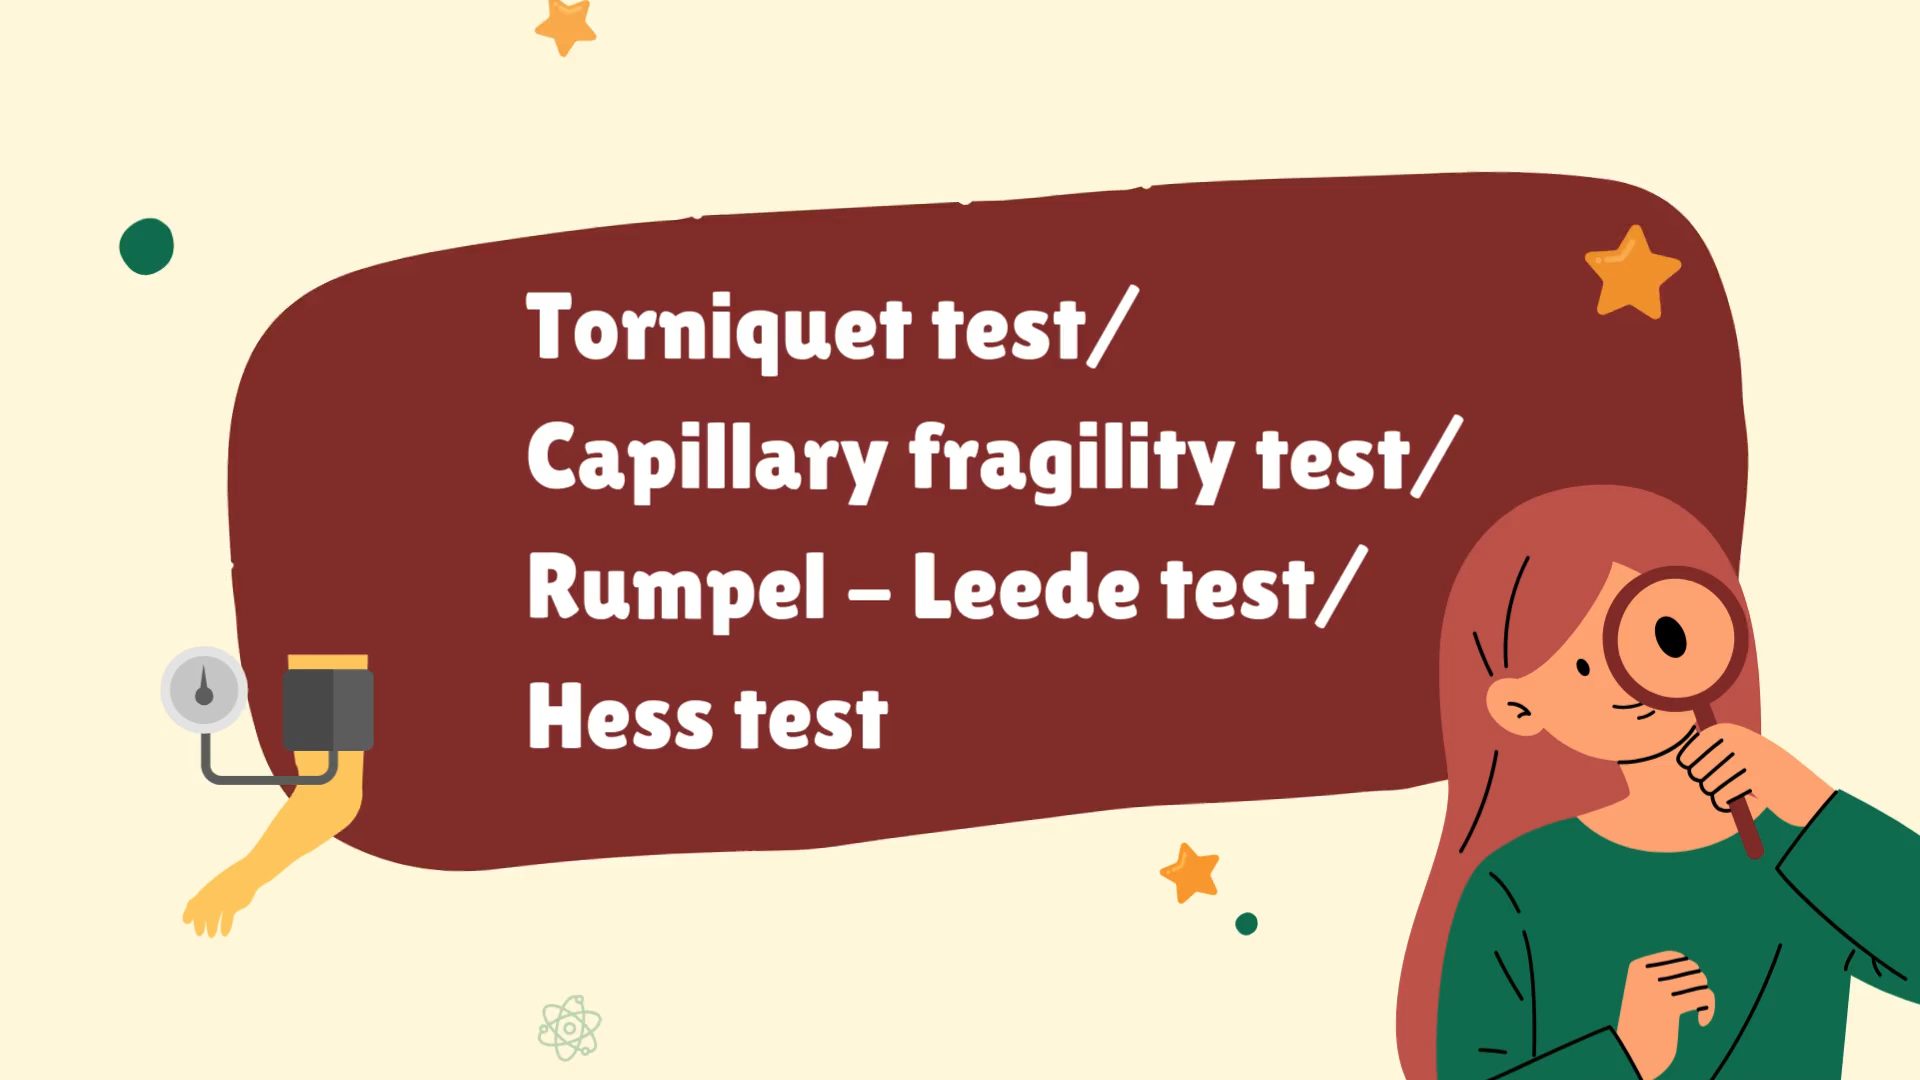 Torniquet test/
Capillary fragility test/
Rumpel – Leede test/
Hess test